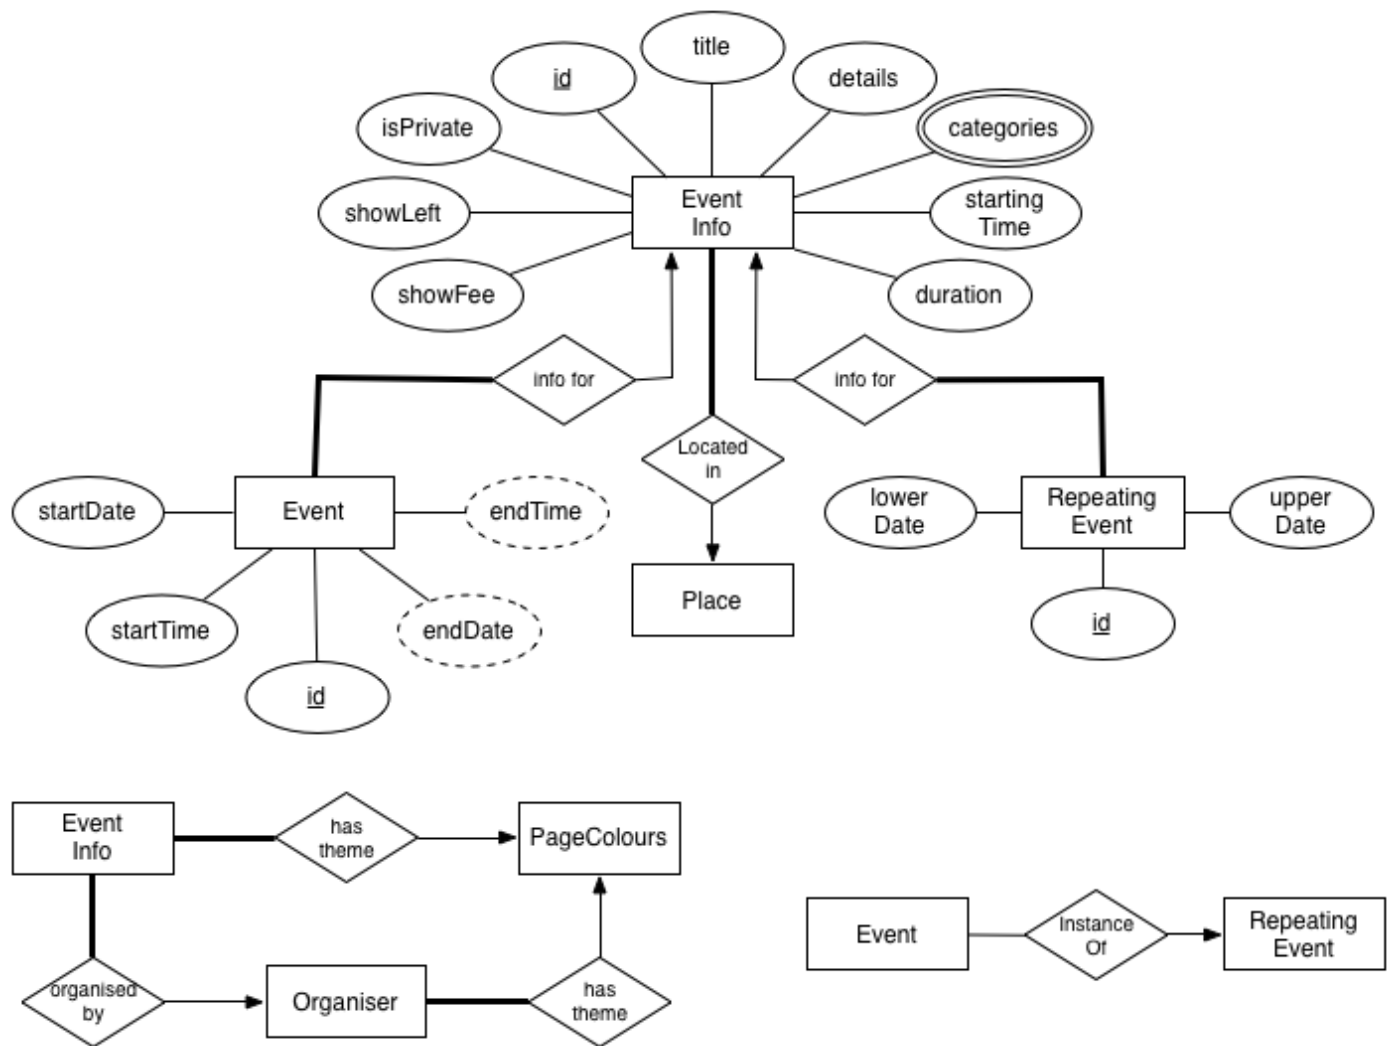 title
id
details
isPrivate
categories
Event
Info
showLeft
starting
Time
showFee
duration
info for
info for
Located
in
startDate
Event
endTime
lower
Date
Repeating
Event
upper
Date
Place
startTime
endDate
id
id
Event
Info
has
theme
PageColours
Event
Instance
Of
Repeating
Event
organised
by
Organiser
has
theme